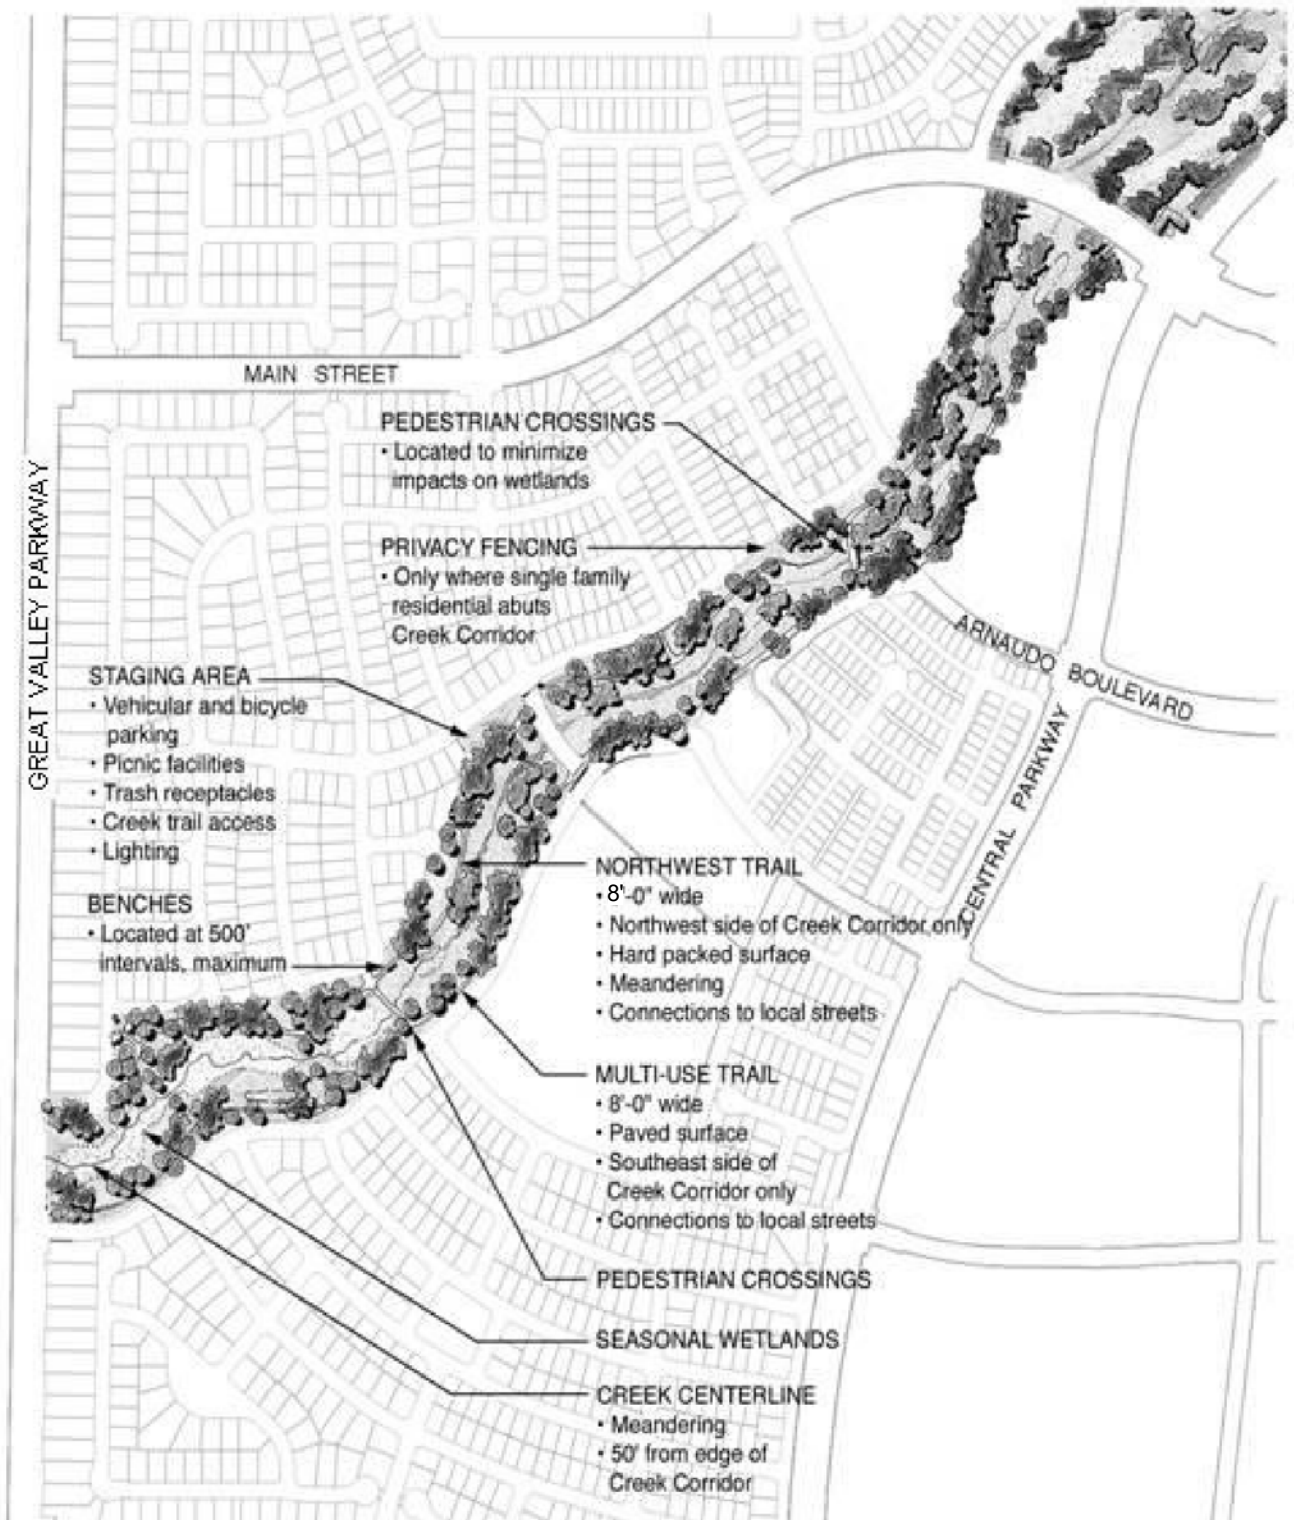 MAIN STREET
PEDESTRIAN CROSSINGS
• Located to minimize
impacts on wetlands
GREAT VALLEY PARKWAY
PRIVACY FENCING
• Only where single family
residential abuts
Creek Corridor
ARNAUDO BOULEVARD
STAGING AREA
• Vehicular and bicycle
parking
• Picnic facilities
• Trash receptacles
• Creek trail access
• Lighting
CENTRAL PARKWAY
BENCHES
• Located at 500'
intervals, maximum
NORTHWEST TRAIL
• 8'-0" wide
• Northwest side of Creek Corridor only
• Hard packed surface
• Meandering
• Connections to local streets
MULTI-USE TRAIL
• 8'-0" wide
• Paved surface
• Southeast side of
Creek Corridor only
• Connections to local streets
PEDESTRIAN CROSSINGS
SEASONAL WETLANDS
CREEK CENTERLINE
• Meandering
• 50' from edge of
Creek Corridor